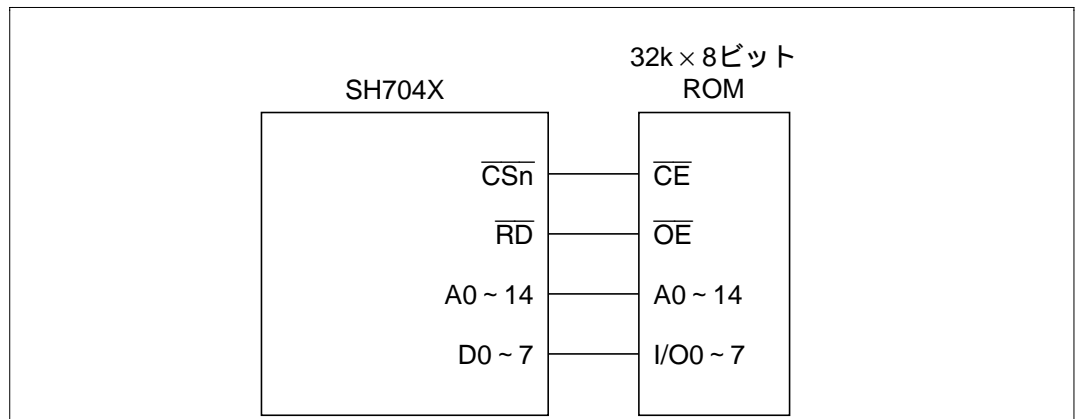 32k × 8ビット
SH704X ROM
CSn CE
RD OE
A0 ~ 14 A0 ~ 14
D0 ~ 7 I/O0 ~ 7